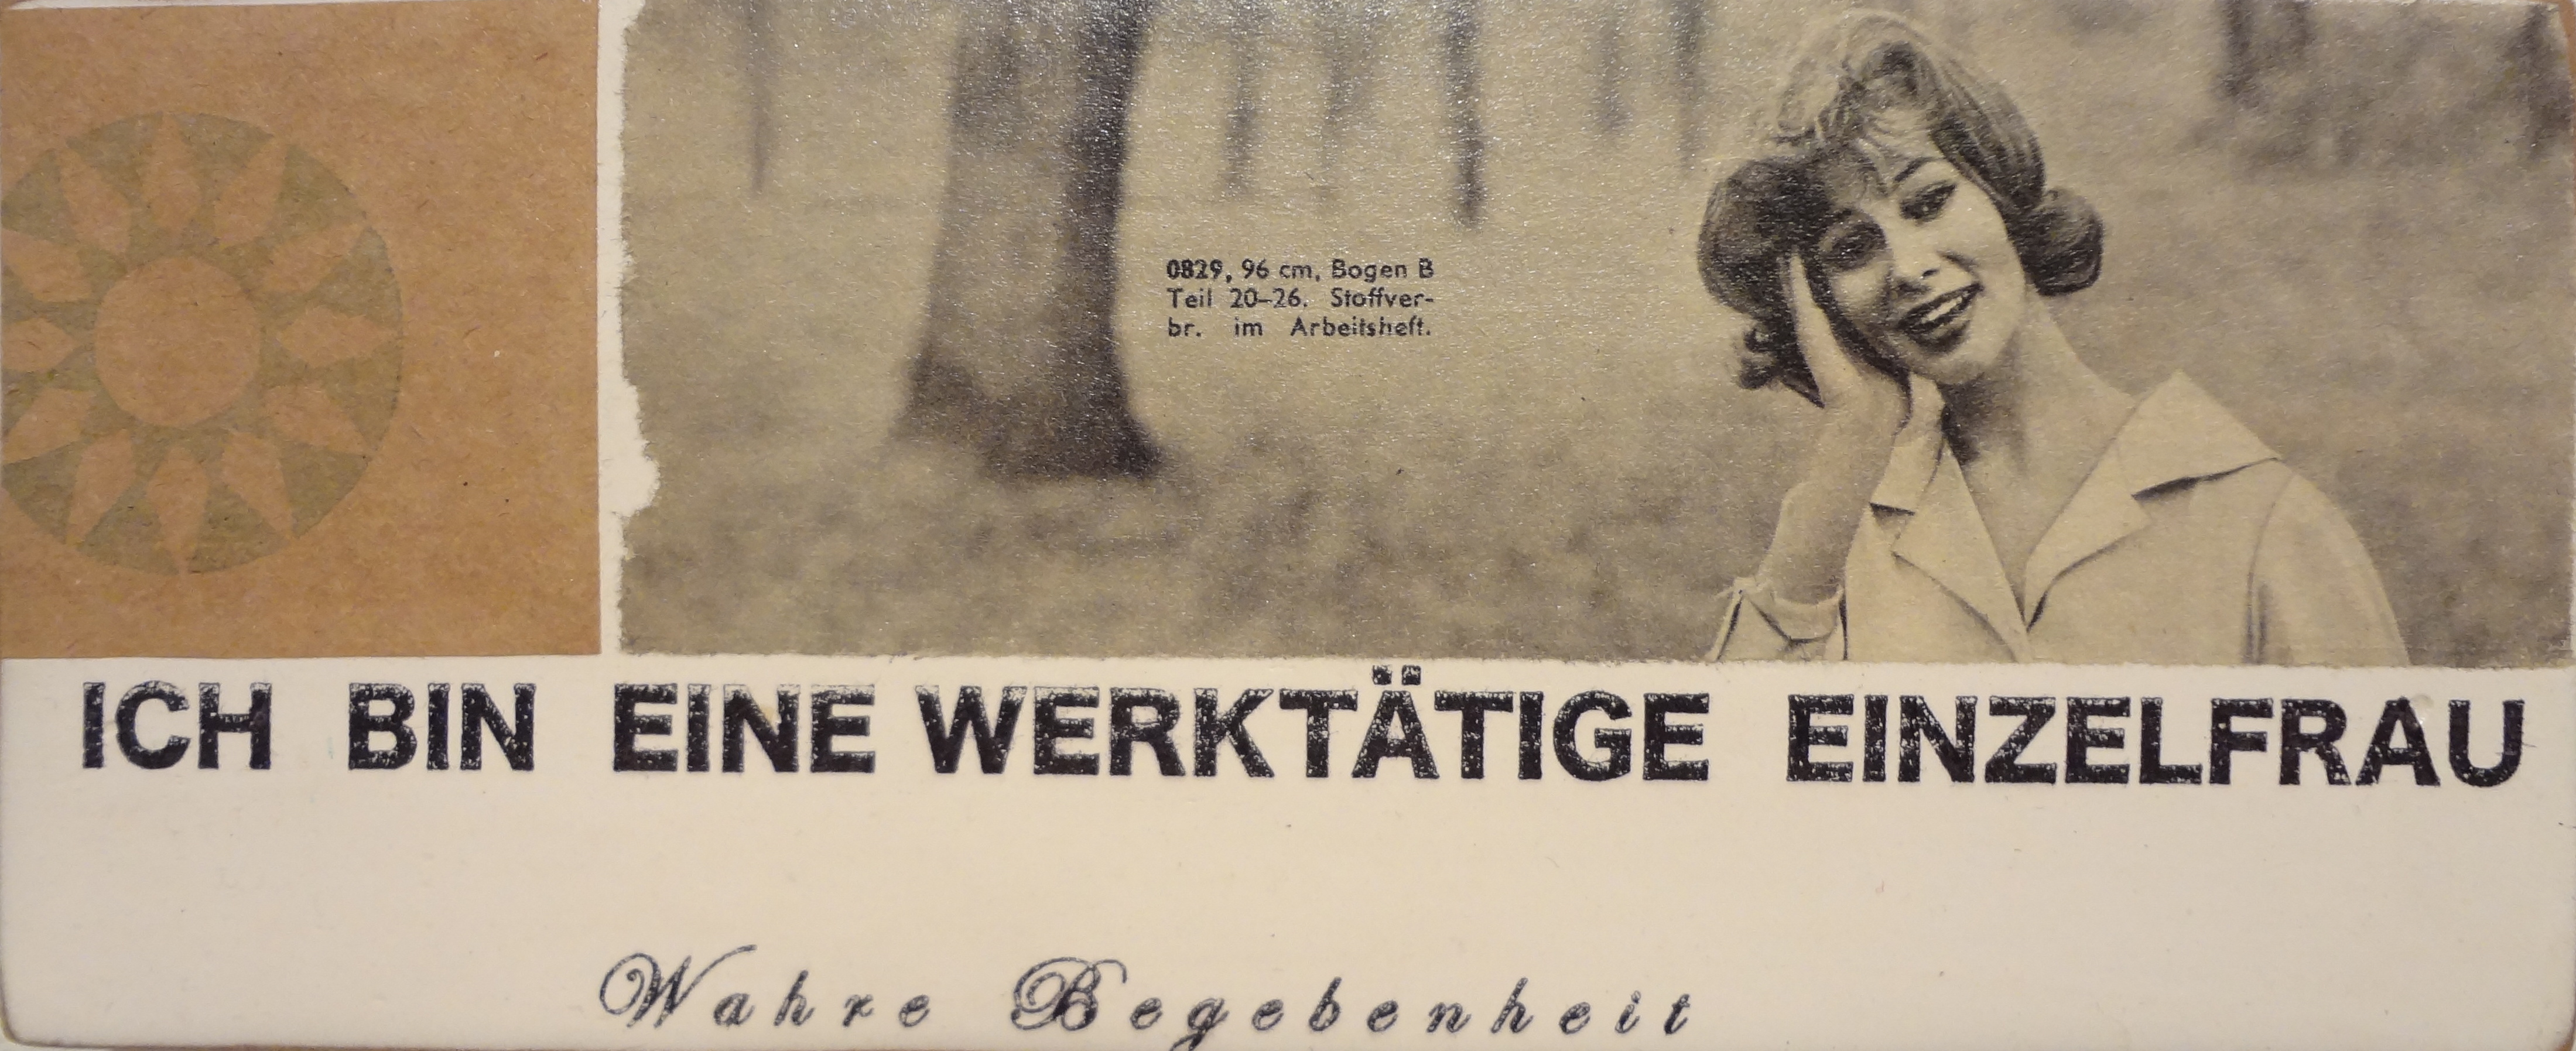 0829, 96 cm, Bogen B
Teil 20–26. Stoffver-
br. im Arbeitsheft.
ICH BIN EINE WERKTÄTIGE EINZELFRAU
Wahre Begebenheit